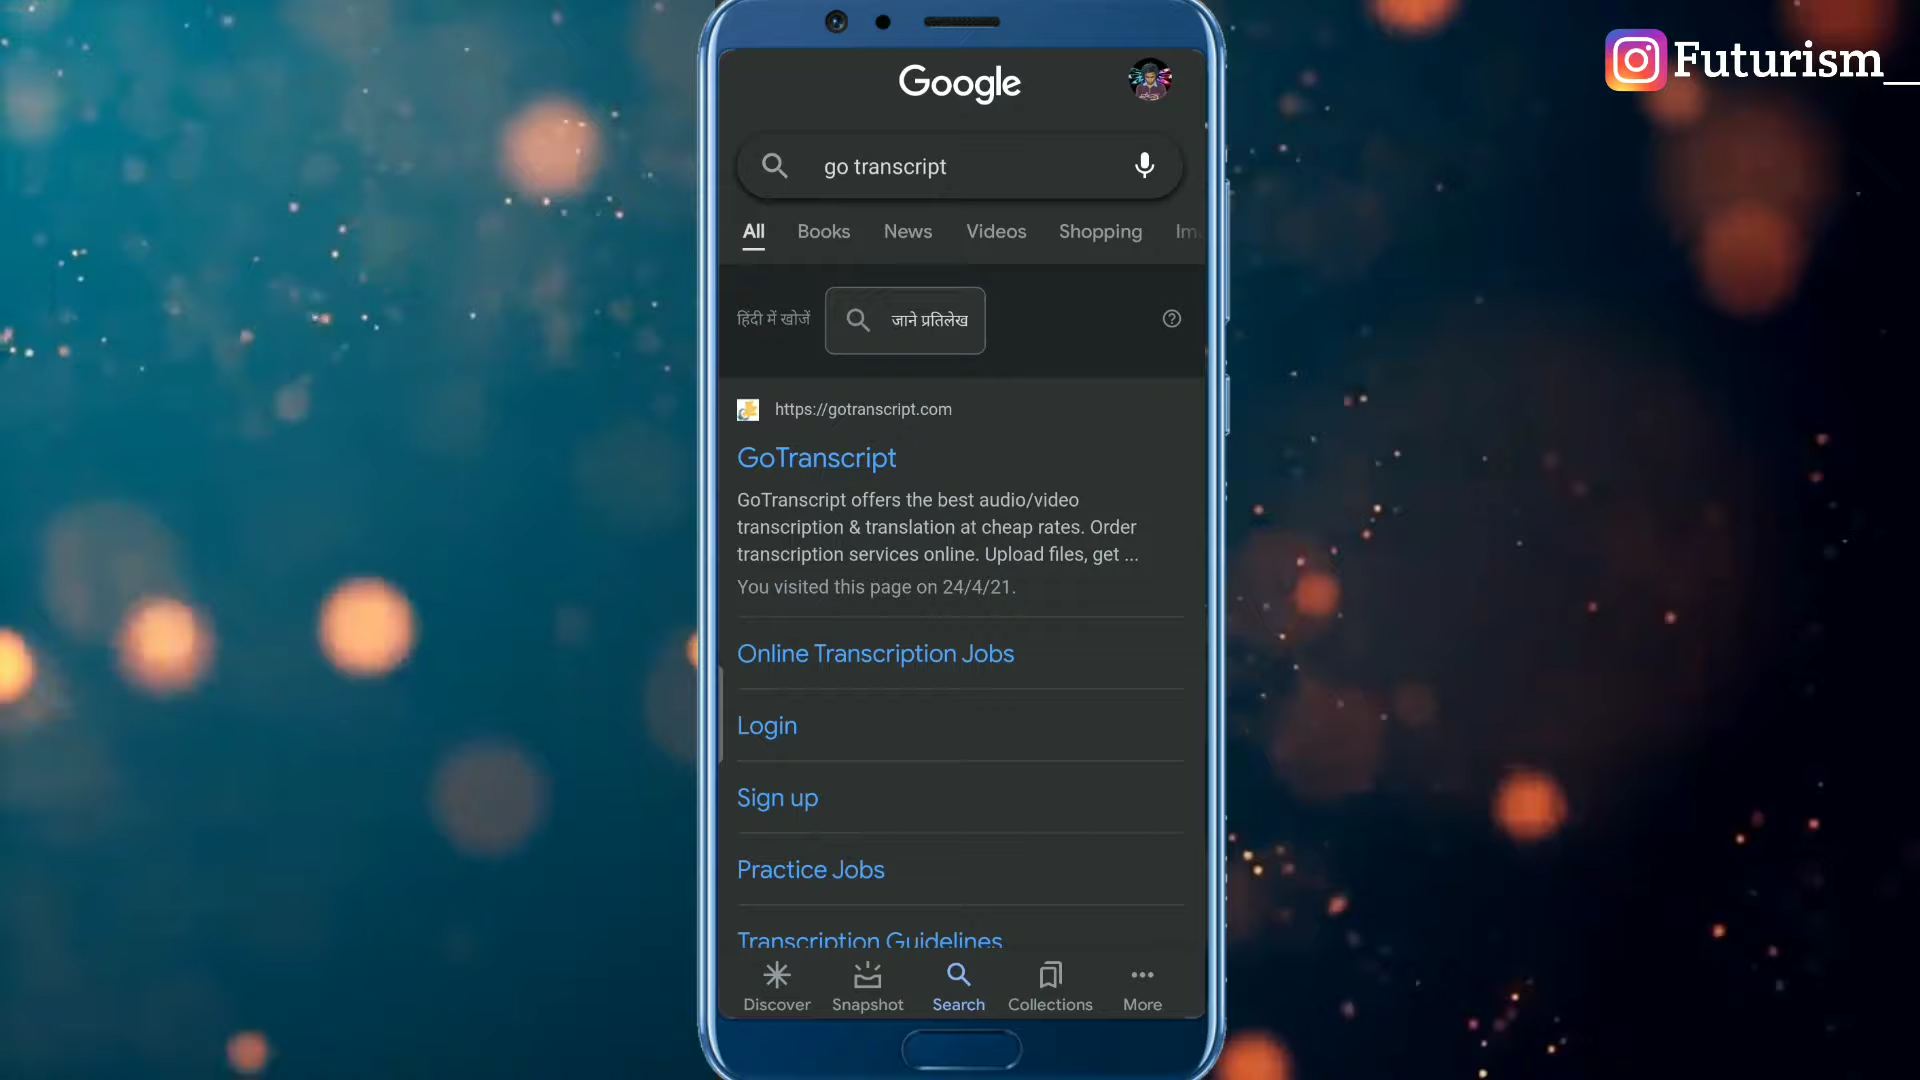 Futurism__
Google
go transcript
All Books News Videos Shopping Im
हिंदी में खोजें जाने प्रतिलेख
https://gotranscript.com
GoTranscript
GoTranscript offers the best audio/video
transcription & translation at cheap rates. Order
transcription services online. Upload files, get ...
You visited this page on 24/4/21.
Online Transcription Jobs
Login
Sign up
Practice Jobs
Transcription Guidelines
Discover Snapshot Search Collections More